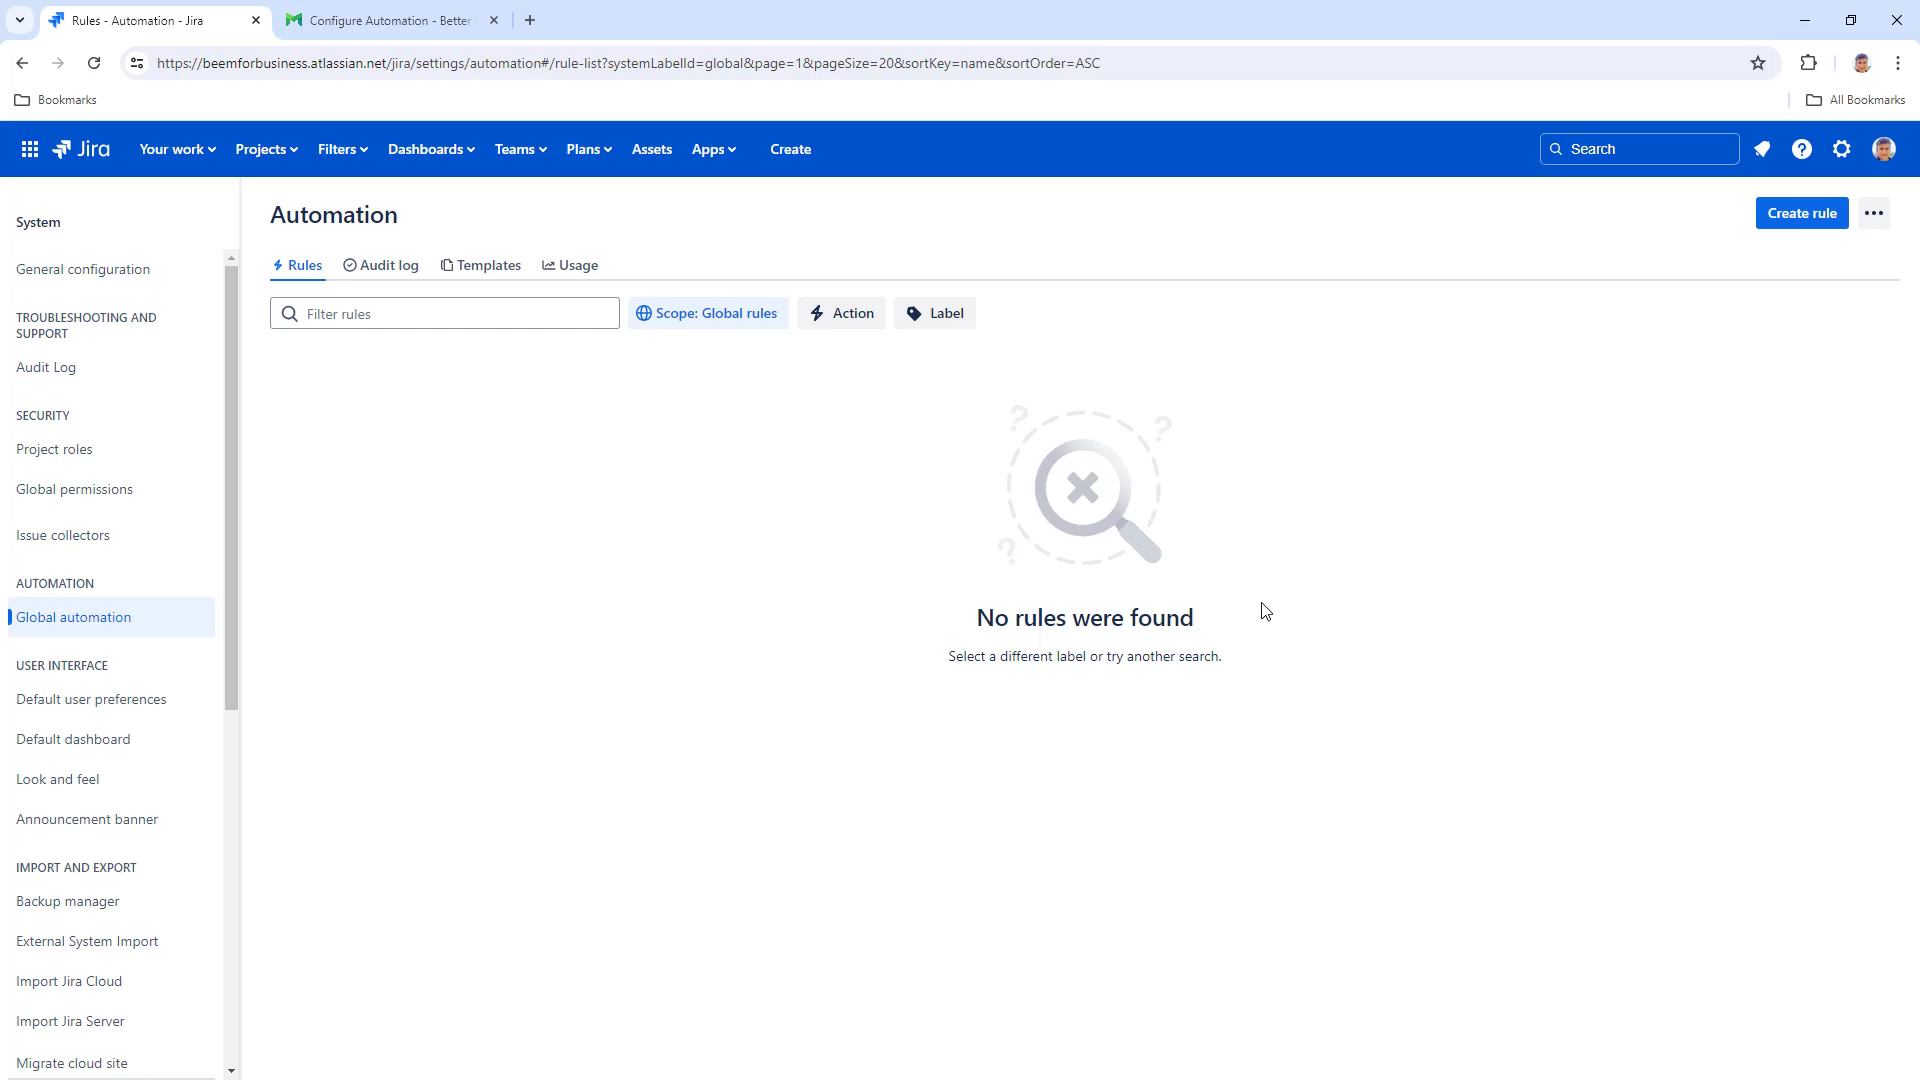 Rules - Automation - Jira
Configure Automation - Better
https://beemforbusiness.atlassian.net/jira/settings/automation#/rule-list?systemLabelId=global&page=1&pageSize=20&sortKey=name&sortOrder=ASC
Bookmarks
All Bookmarks
Jira
Your work
Projects
Filters
Dashboards
Teams
Plans
Assets
Apps
Create
Search
System
General configuration
TROUBLESHOOTING AND
SUPPORT
Audit Log
SECURITY
Project roles
Global permissions
Issue collectors
AUTOMATION
Global automation
USER INTERFACE
Default user preferences
Default dashboard
Look and feel
Announcement banner
IMPORT AND EXPORT
Backup manager
External System Import
Import Jira Cloud
Import Jira Server
Migrate cloud site
Automation
Create rule
Rules
Audit log
Templates
Usage
Filter rules
Scope: Global rules
Action
Label
No rules were found
Select a different label or try another search.